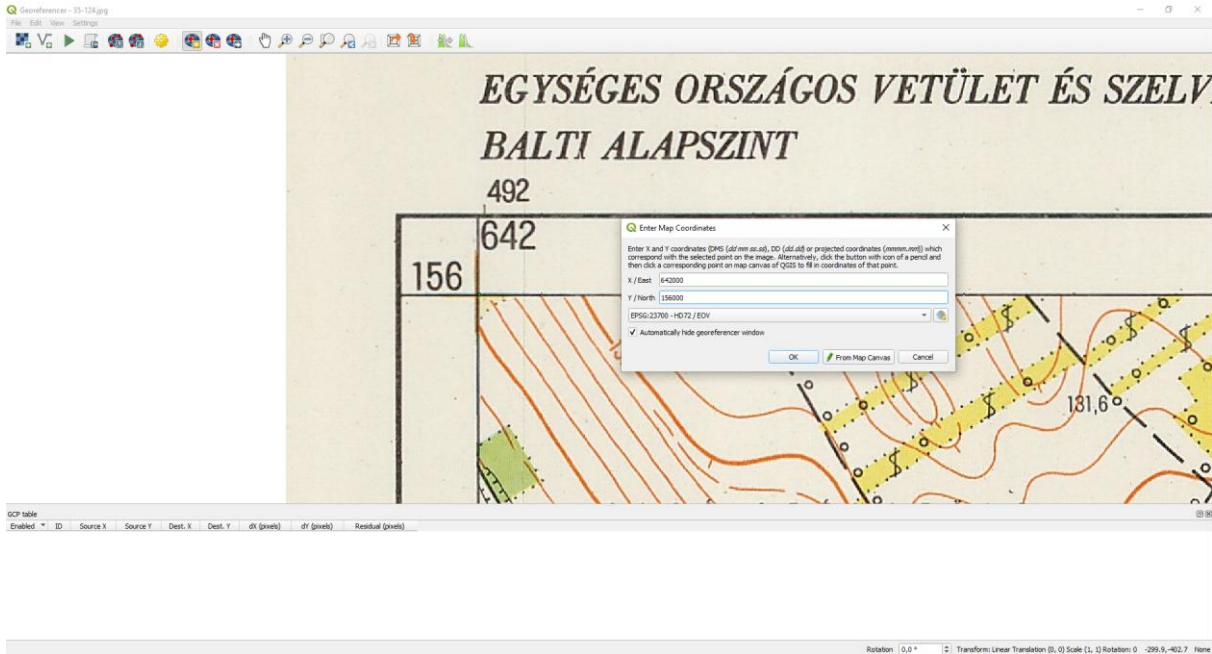 Georeferencer - 35-124.jpg
File Edit View Settings
EGYSÉGES ORSZÁGOS VETÜLET ÉS SZELV
BALTI ALAPSZINT
492
642
156
Enter Map Coordinates
Enter X and Y coordinates (DMS (dd mm ss.ss), DD (dd.dd) or projected coordinates (mmmm.mm)) which
correspond with the selected point on the image. Alternatively, click the button with icon of a pencil and
then click a corresponding point on map canvas of QGIS to fill in coordinates of that point.
X / East 642000
Y / North 156000
EPSG:23700 - HD72 / EOV
Automatically hide georeferencer window
OK From Map Canvas Cancel
131,6
GCP table
Enabled ID Source X Source Y Dest. X Dest. Y dX (pixels) dY (pixels) Residual (pixels)
Rotation 0,0 ° Transform: Linear Translation (0, 0) Scale (1, 1) Rotation: 0 -299.9,-402.7 None